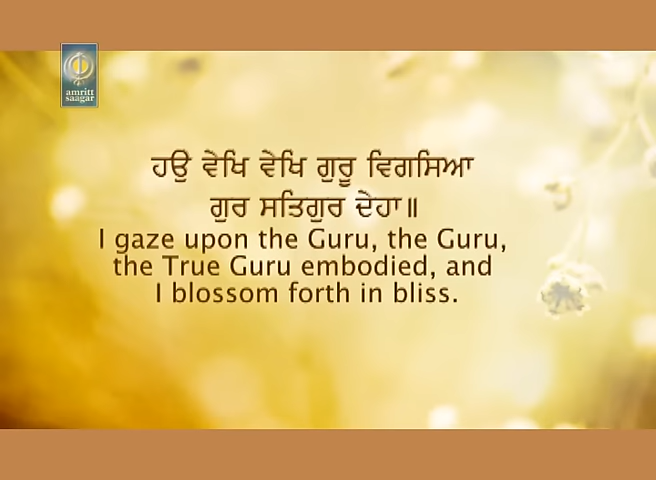 amritt
saagar
ਹਉ ਵੇਖਿ ਵੇਖਿ ਗੁਰੂ ਵਿਗਸਿਆ
ਗੁਰ ਸਤਿਗੁਰ ਦੇਹਾ॥
I gaze upon the Guru, the Guru,
the True Guru embodied, and
I blossom forth in bliss.